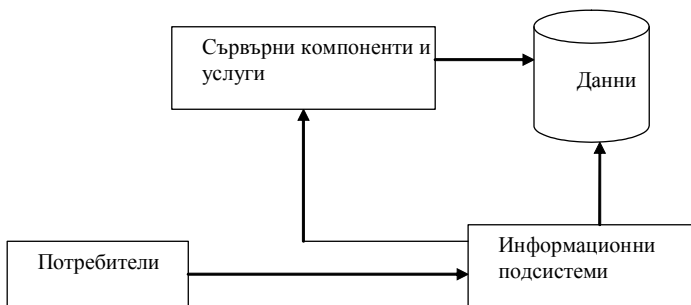 Сървърни компоненти и
услуги
Данни
Потребители
Информационни
подсистеми